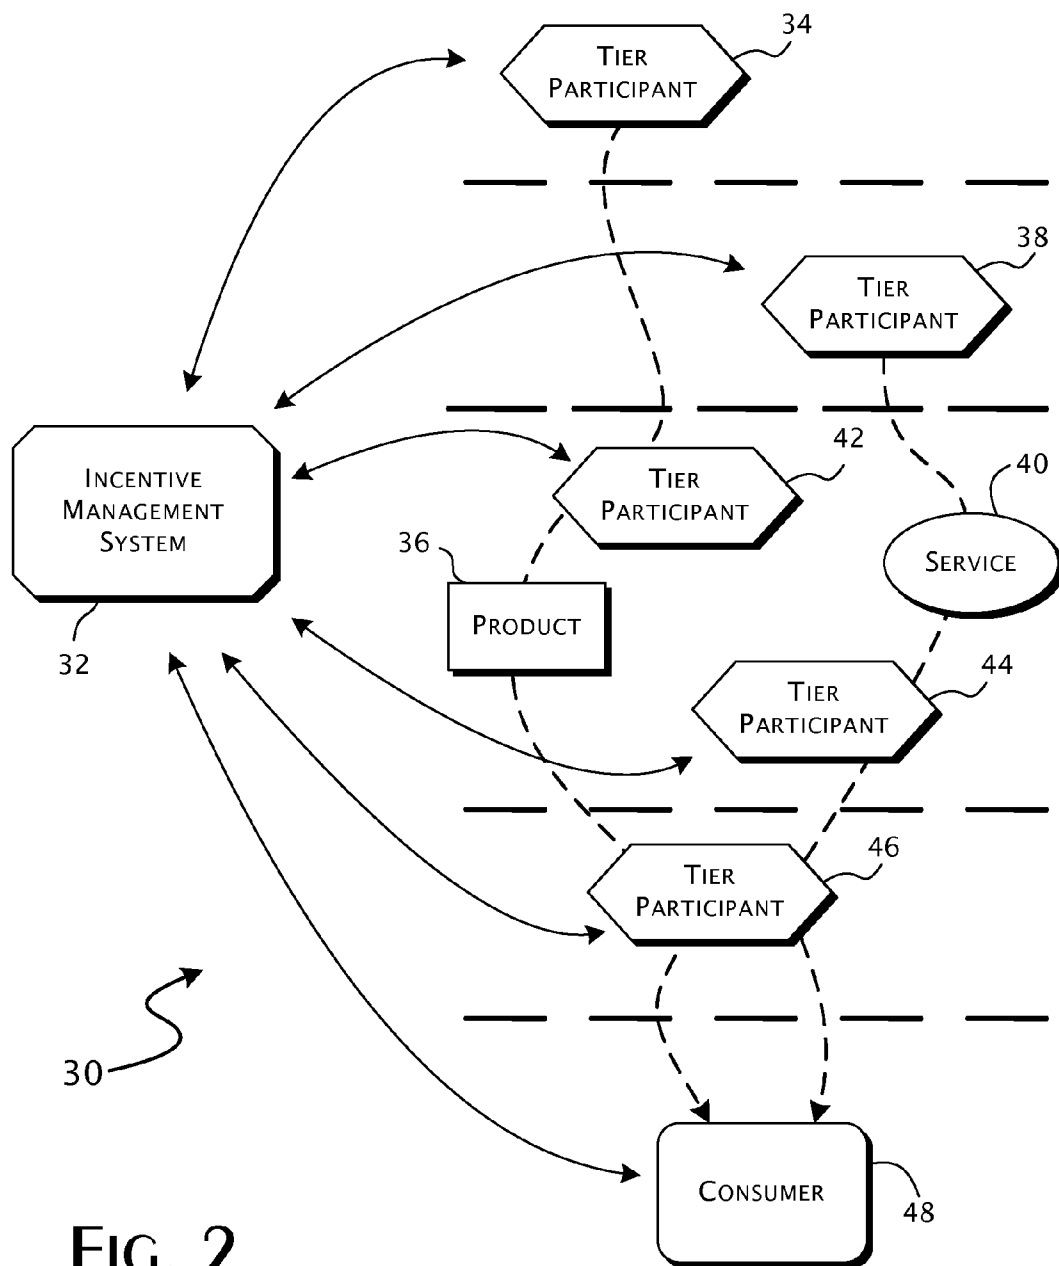 34
TIER
PARTICIPANT
38
TIER
PARTICIPANT
42
TIER
PARTICIPANT
40
SERVICE
INCENTIVE
MANAGEMENT
SYSTEM
32
36
PRODUCT
44
TIER
PARTICIPANT
46
TIER
PARTICIPANT
30
CONSUMER
48
FIG. 2